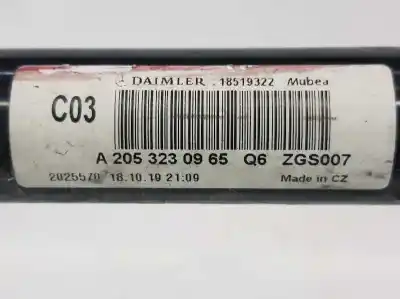 DAIMLER 18519322 Mubea
C03
A 205 323 09 65 Q6 ZGS007
2025570 18.10.19 21:09 Made in CZ